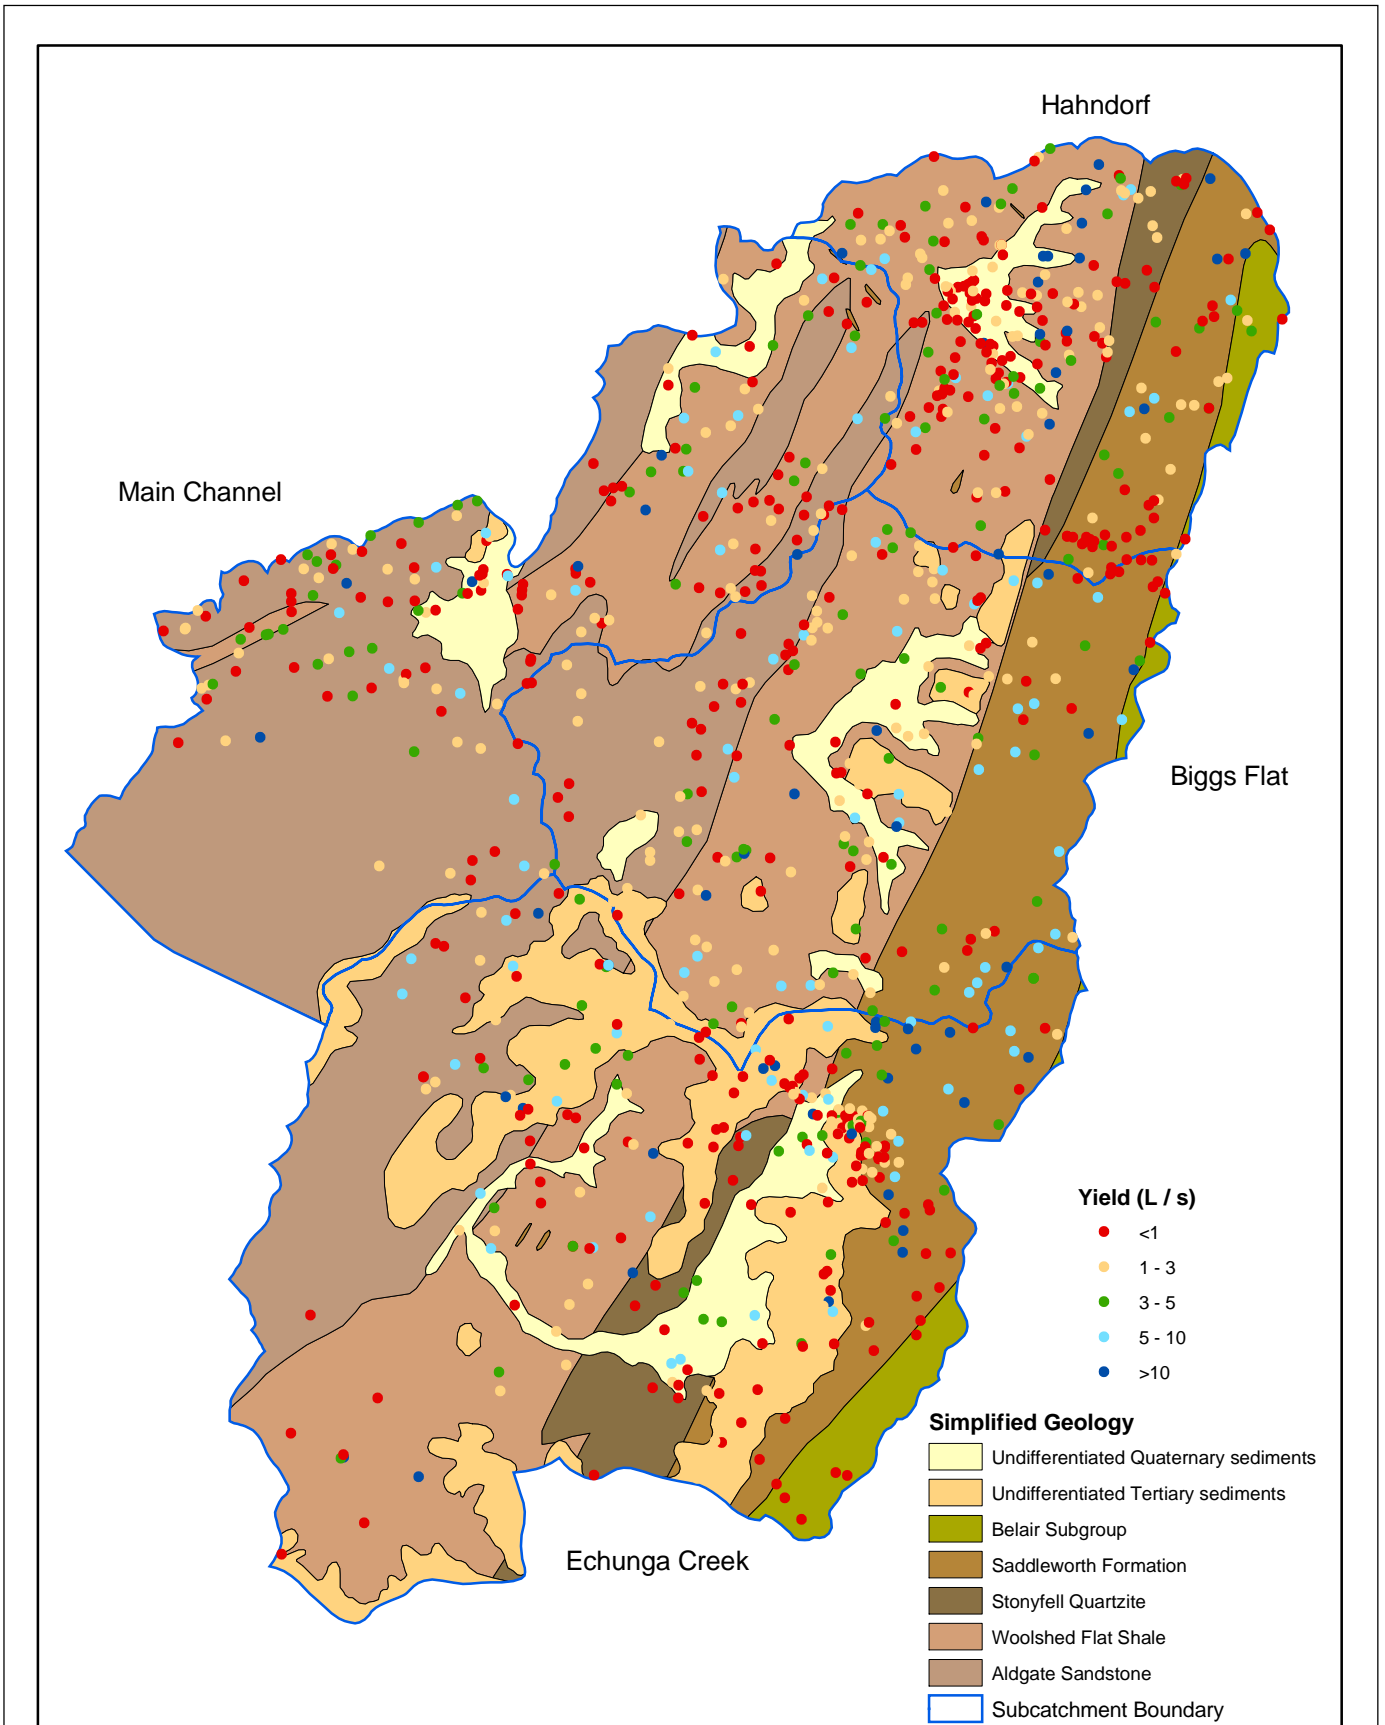 Hahndorf
Main Channel
Biggs Flat
Yield (L / s)
<1
1 - 3
3 - 5
5 - 10
>10
Simplified Geology
Undifferentiated Quaternary sediments
Undifferentiated Tertiary sediments
Belair Subgroup
Echunga Creek
Saddleworth Formation
Stonyfell Quartzite
Woolshed Flat Shale
Aldgate Sandstone
Subcatchment Boundary